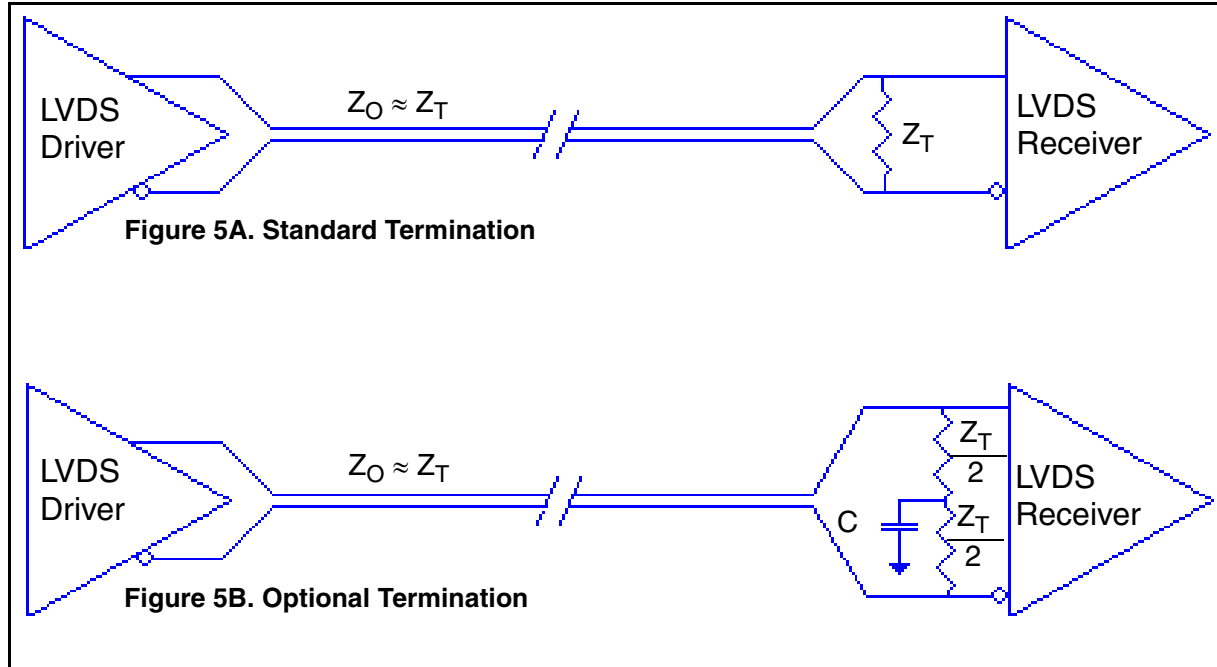 LVDS
Driver
Z_O ≈ Z_T
Z_T
LVDS
Receiver
Figure 5A. Standard Termination
LVDS
Driver
Z_O ≈ Z_T
C
Z_T
2
Z_T
2
LVDS
Receiver
Figure 5B. Optional Termination